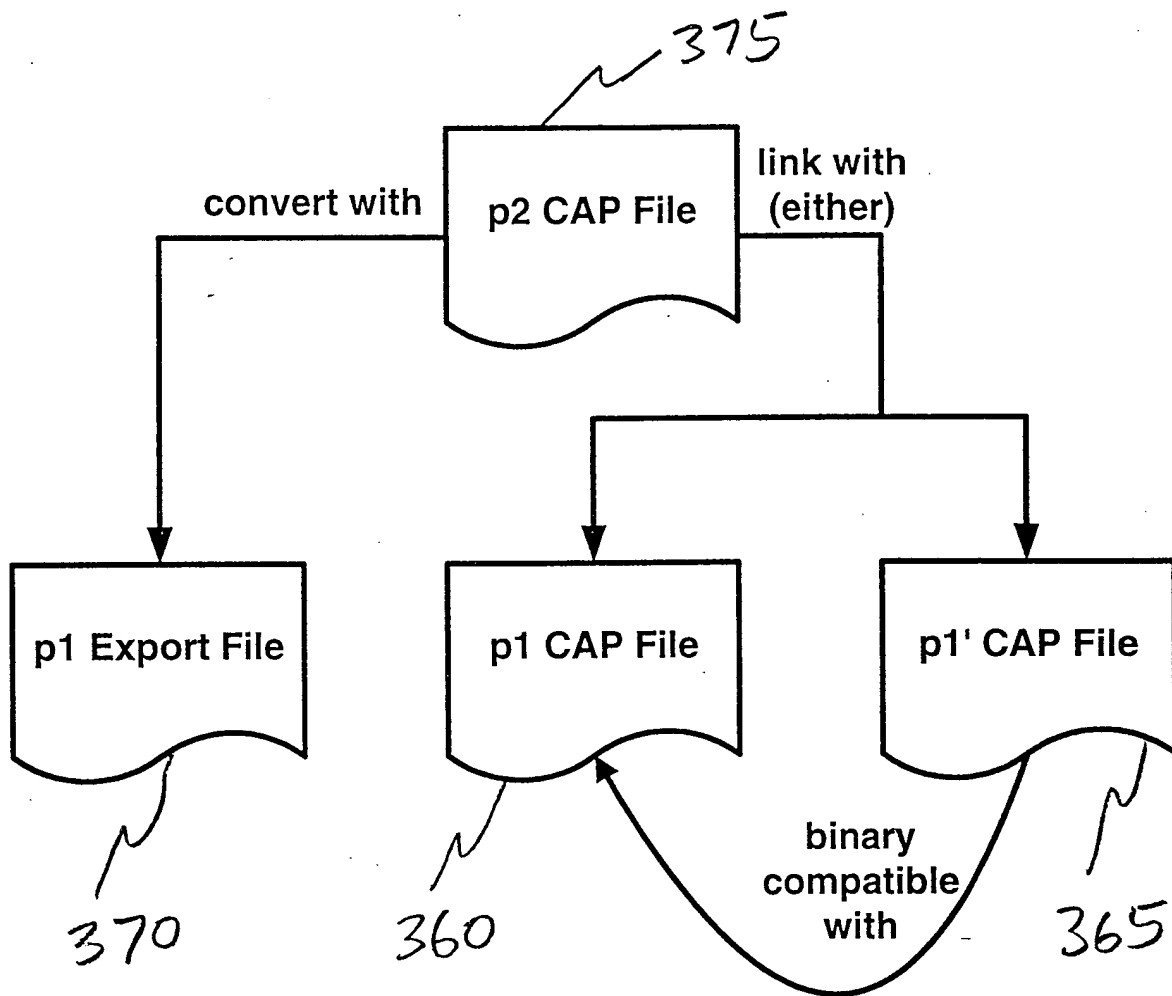 375
convert with
p2 CAP File
link with
(either)
p1 Export File
p1 CAP File
p1' CAP File
binary
compatible
with
370
360
365